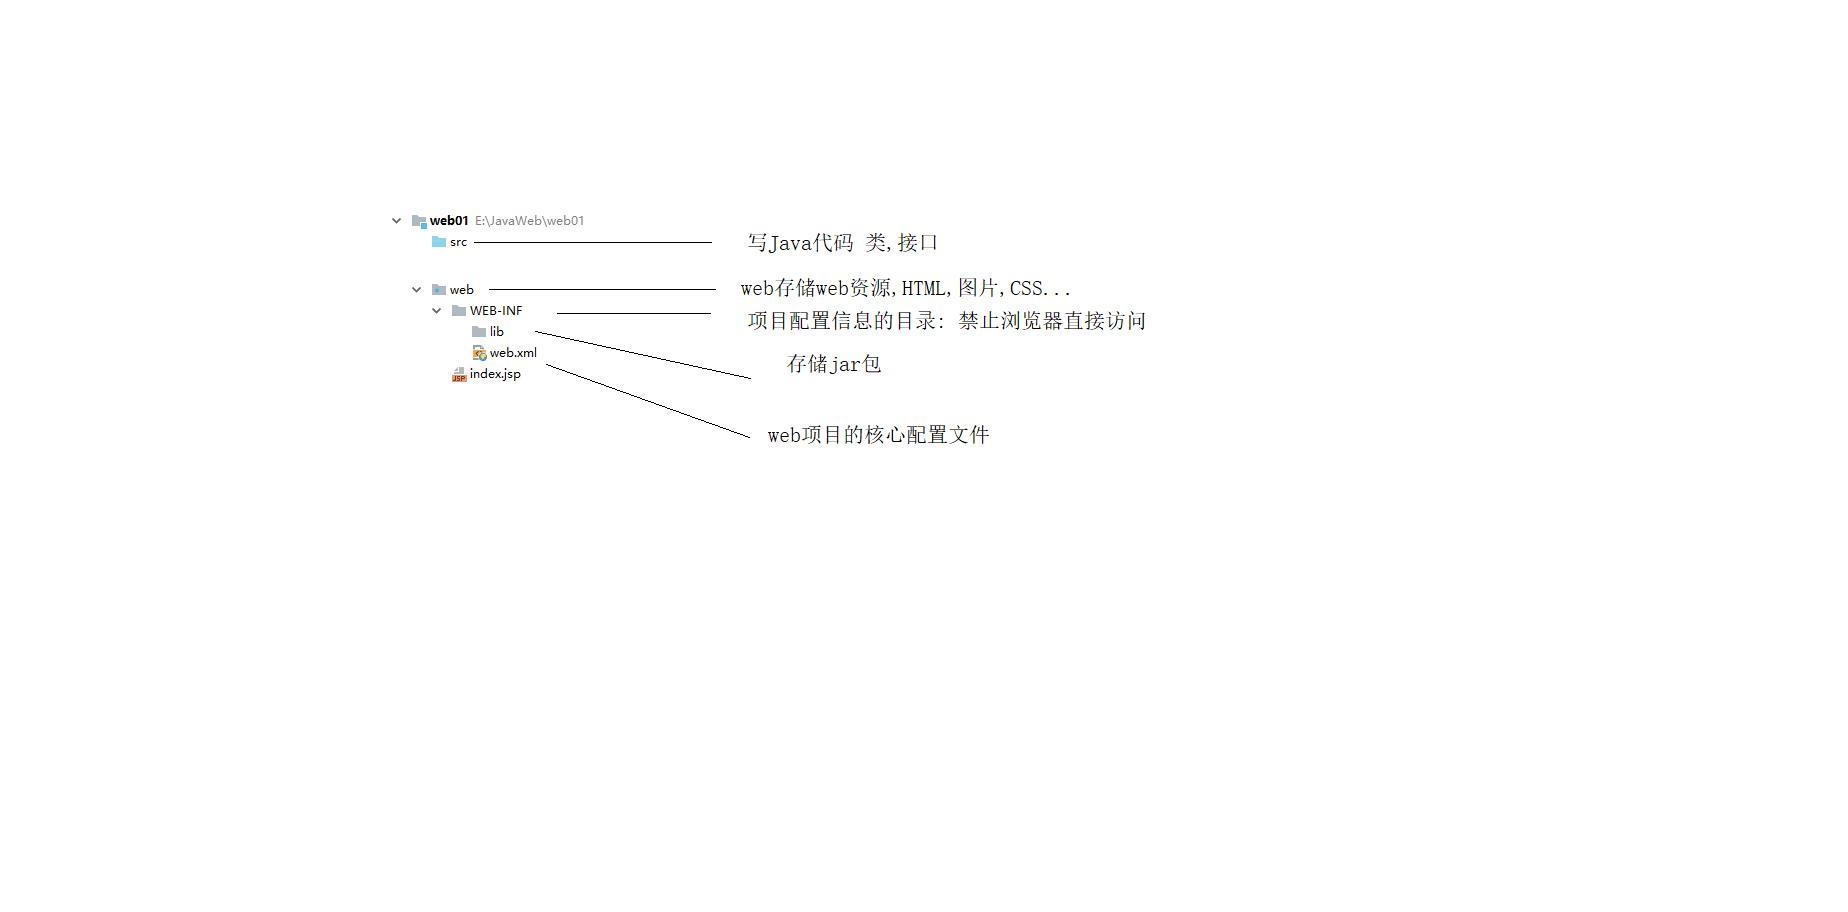 web01 E:\JavaWeb\web01
src 写Java代码 类,接口
web web存储web资源,HTML,图片,CSS...
WEB-INF 项目配置信息的目录: 禁止浏览器直接访问
lib 存储jar包
web.xml web项目的核心配置文件
JSP index.jsp